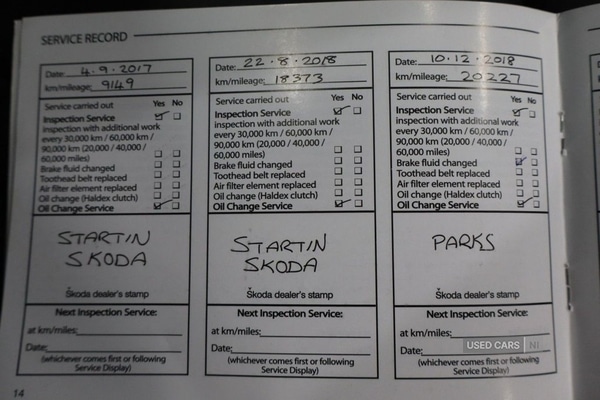 SERVICE RECORD
Date: 4.9.2017
km/mileage: 9149
Service carried out Yes No
Inspection Service
inspection with additional work
every 30,000 km / 60,000 km /
90,000 km (20,000 / 40,000 /
60,000 miles)
Brake fluid changed
Toothed belt replaced
Air filter element replaced
Oil change (Haldex clutch)
Oil Change Service
STARTIN
SKODA
Škoda dealer's stamp
Next Inspection Service:
at km/miles:
Date:
(whichever comes first or following
Service Display)
Date: 22.8.2018
km/mileage: 18373
Service carried out Yes No
Inspection Service
inspection with additional work
every 30,000 km / 60,000 km /
90,000 km (20,000 / 40,000 /
60,000 miles)
Brake fluid changed
Toothed belt replaced
Air filter element replaced
Oil change (Haldex clutch)
Oil Change Service
STARTIN
SKODA
Škoda dealer's stamp
Next Inspection Service:
at km/miles:
Date:
(whichever comes first or following
Service Display)
Date: 10.12.2018
km/mileage: 20227
Service carried out Yes No
Inspection Service
inspection with additional work
every 30,000 km / 60,000 km /
90,000 km (20,000 / 40,000 /
60,000 miles)
Brake fluid changed
Toothed belt replaced
Air filter element replaced
Oil change (Haldex clutch)
Oil Change Service
PARKS
Škoda dealer's stamp
Next Inspection Service:
at km/miles:
Date:
(whichever comes first or following
Service Display)
14
USED CARS NI